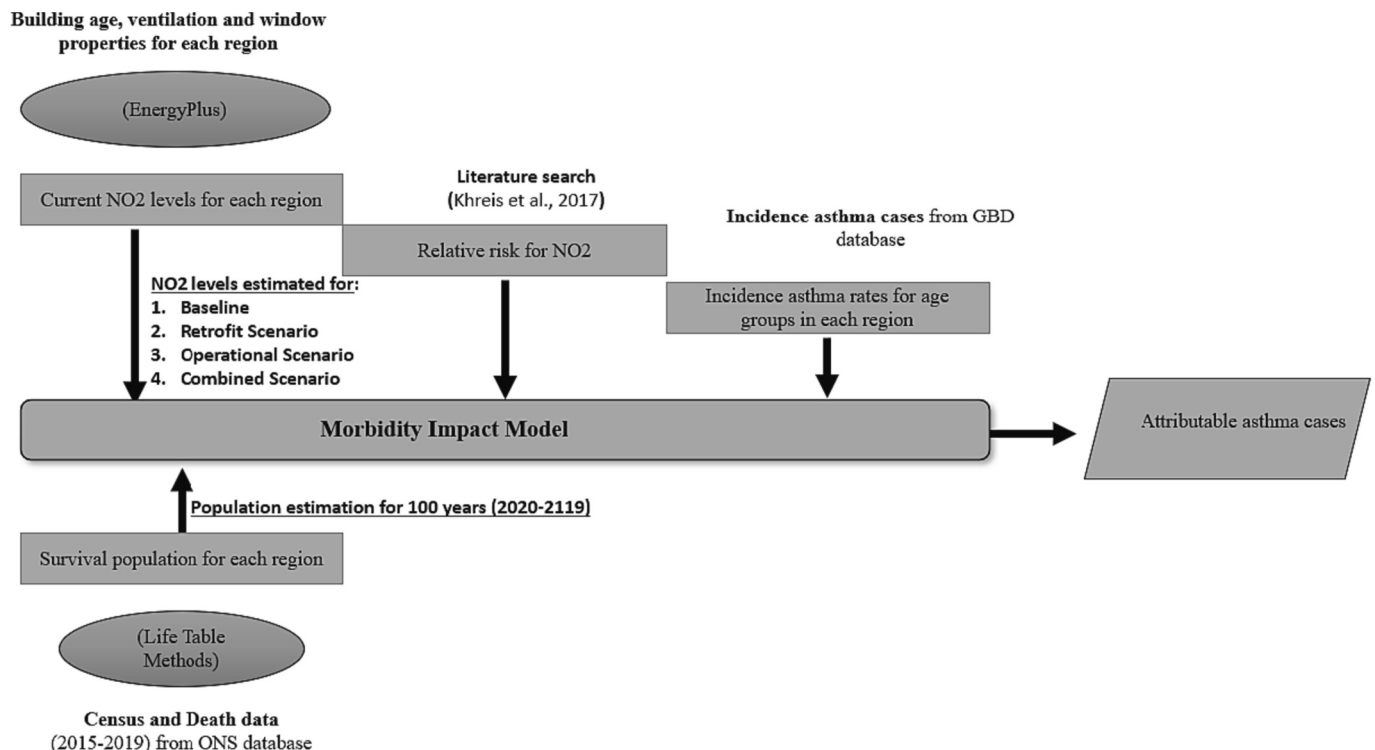 Building age, ventilation and window
properties for each region
(EnergyPlus)
Current NO2 levels for each region
Literature search
(Khreis et al., 2017)
Relative risk for NO2
Incidence asthma cases from GBD
database
Incidence asthma rates for age
groups in each region
NO2 levels estimated for:
1. Baseline
2. Retrofit Scenario
3. Operational Scenario
4. Combined Scenario
Morbidity Impact Model
Attributable asthma cases
Population estimation for 100 years (2020-2119)
Survival population for each region
(Life Table
Methods)
Census and Death data
(2015-2019) from ONS database